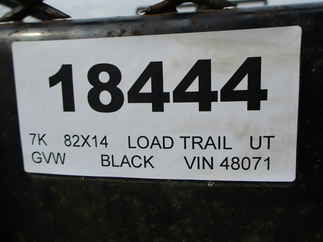 18444
7K 82X14 LOAD TRAIL UT
GVW BLACK VIN 48071